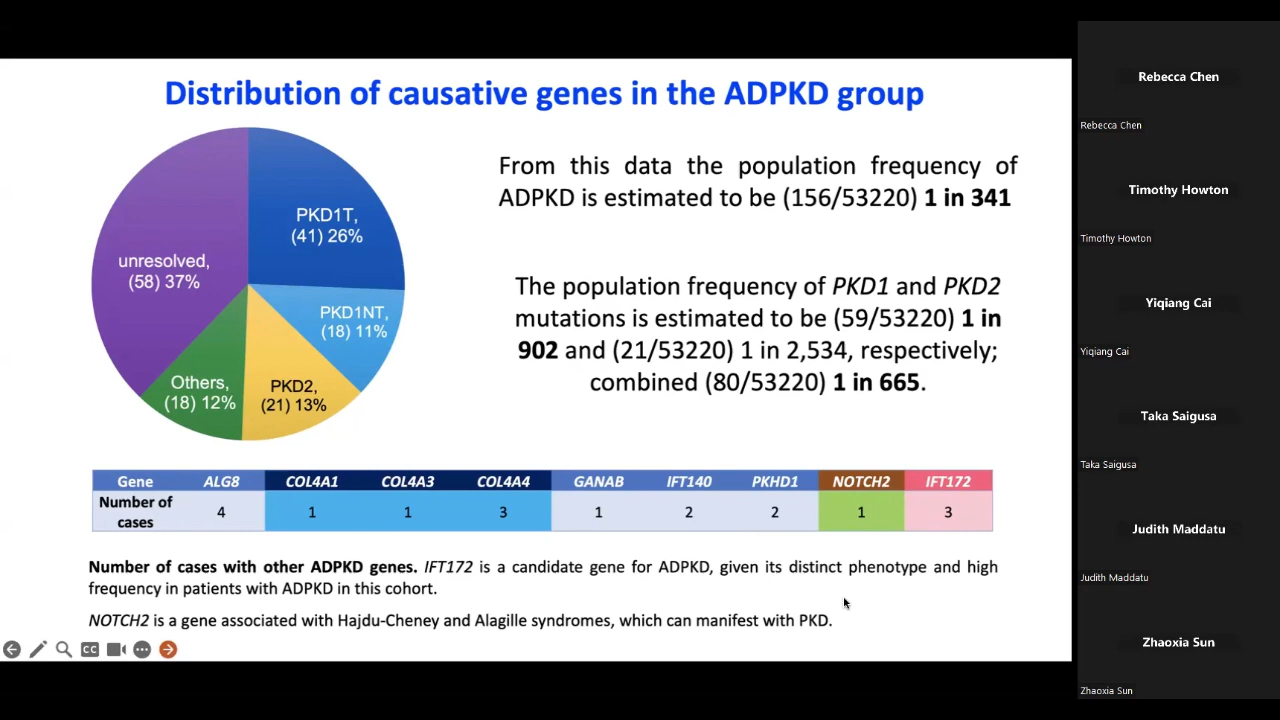 Distribution of causative genes in the ADPKD group
PKD1T,
(41) 26%
PKD1NT,
(18) 11%
PKD2,
(21) 13%
Others,
(18) 12%
unresolved,
(58) 37%
From this data the population frequency of
ADPKD is estimated to be (156/53220) 1 in 341
The population frequency of PKD1 and PKD2
mutations is estimated to be (59/53220) 1 in
902 and (21/53220) 1 in 2,534, respectively;
combined (80/53220) 1 in 665.
Gene ALG8 COL4A1 COL4A3 COL4A4 GANAB IFT140 PKHD1 NOTCH2 IFT172
Number of
cases 4 1 1 3 1 2 2 1 3
Number of cases with other ADPKD genes. IFT172 is a candidate gene for ADPKD, given its distinct phenotype and high
frequency in patients with ADPKD in this cohort.
NOTCH2 is a gene associated with Hajdu-Cheney and Alagille syndromes, which can manifest with PKD.
CC
Rebecca Chen
Rebecca Chen
Timothy Howton
Timothy Howton
Yiqiang Cai
Yiqiang Cai
Taka Saigusa
Taka Saigusa
Judith Maddatu
Judith Maddatu
Zhaoxia Sun
Zhaoxia Sun